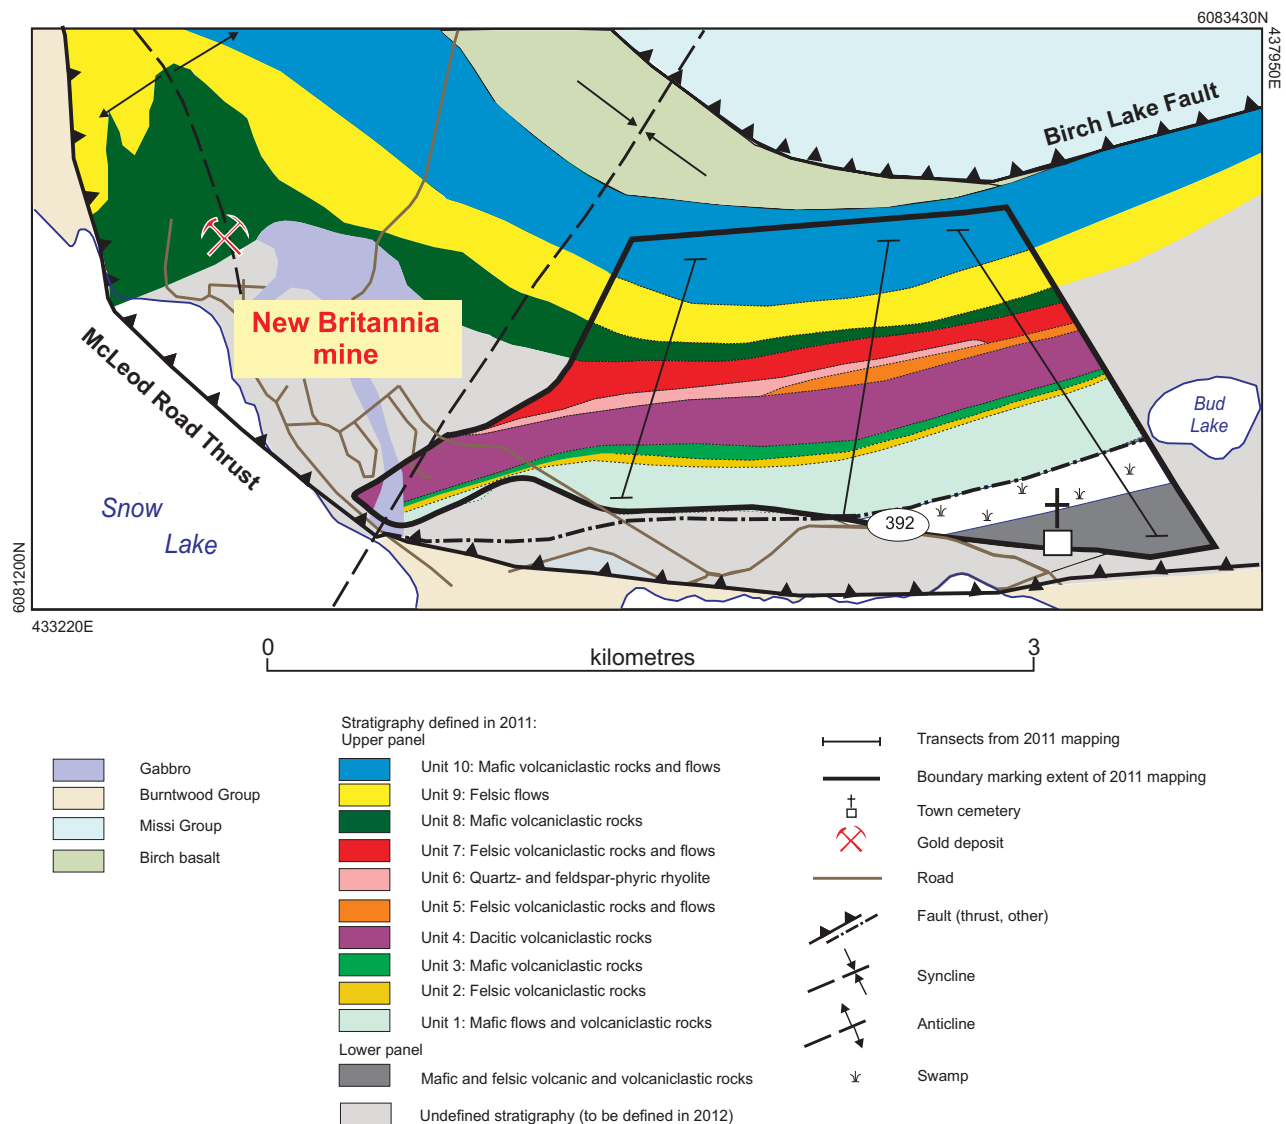 6083430N
437950E
Birch Lake Fault
New Britannia
mine
McLeod Road Thrust
Bud
Lake
Snow
Lake
392
6081200N
433220E
0
3
kilometres
Gabbro
Burntwood Group
Missi Group
Birch basalt
Stratigraphy defined in 2011:
Upper panel
Unit 10: Mafic volcaniclastic rocks and flows
Unit 9: Felsic flows
Unit 8: Mafic volcaniclastic rocks
Unit 7: Felsic volcaniclastic rocks and flows
Unit 6: Quartz- and feldspar-phyric rhyolite
Unit 5: Felsic volcaniclastic rocks and flows
Unit 4: Dacitic volcaniclastic rocks
Unit 3: Mafic volcaniclastic rocks
Unit 2: Felsic volcaniclastic rocks
Unit 1: Mafic flows and volcaniclastic rocks
Lower panel
Mafic and felsic volcanic and volcaniclastic rocks
Undefined stratigraphy (to be defined in 2012)
Transects from 2011 mapping
Boundary marking extent of 2011 mapping
Town cemetery
Gold deposit
Road
Fault (thrust, other)
Syncline
Anticline
Swamp